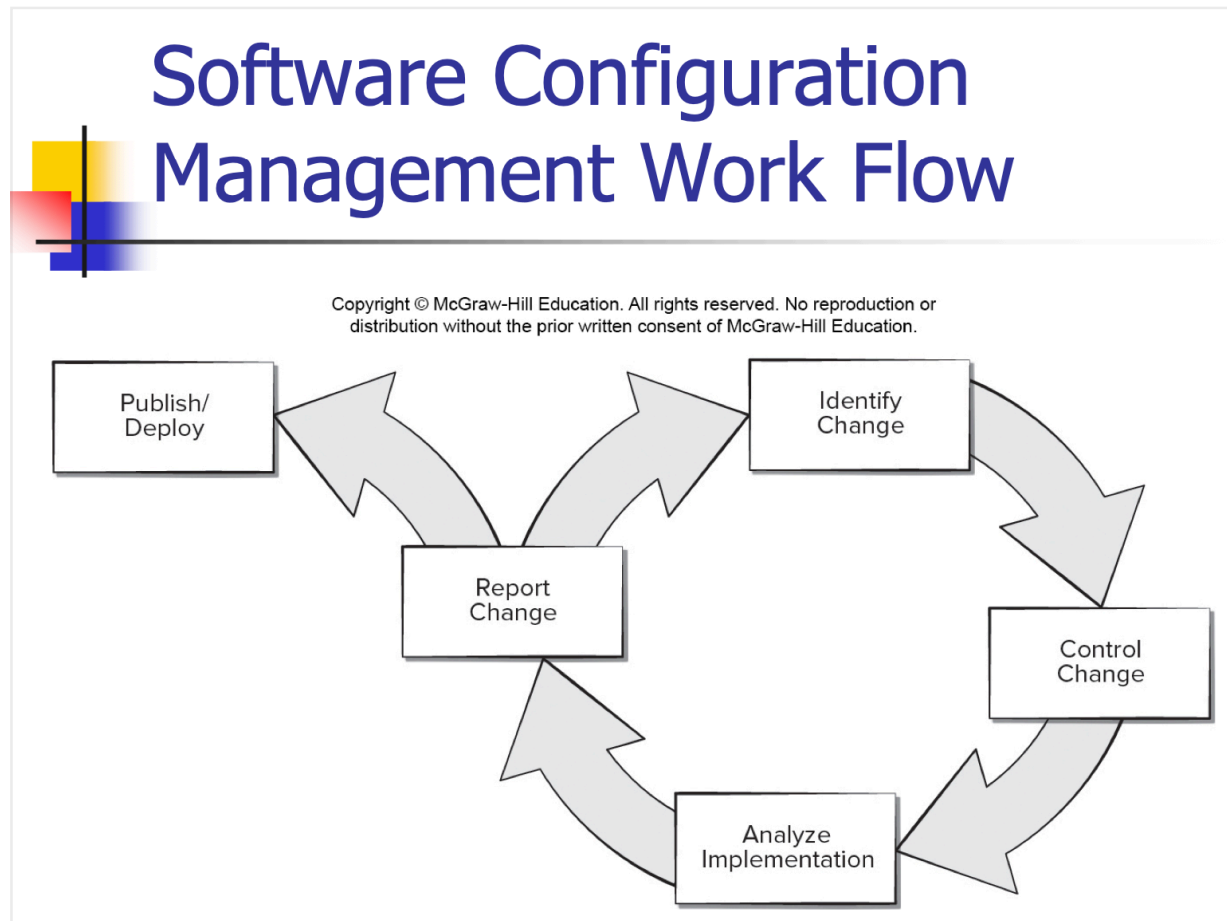 Software Configuration
Management Work Flow
Copyright © McGraw-Hill Education. All rights reserved. No reproduction or
distribution without the prior written consent of McGraw-Hill Education.
Publish/
Deploy
Identify
Change
Report
Change
Control
Change
Analyze
Implementation